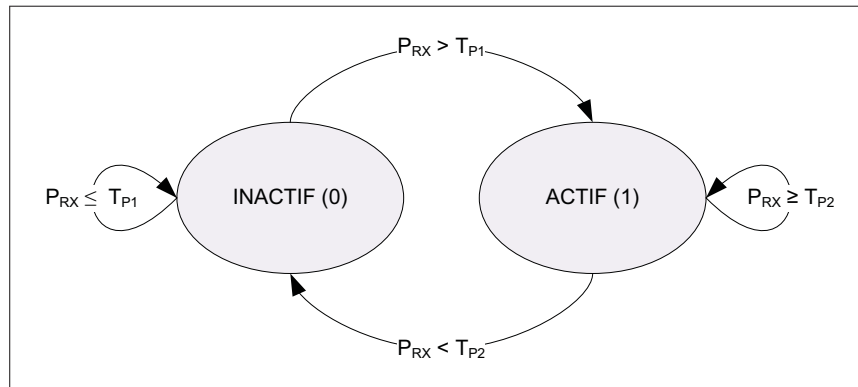 P_RX > T_P1
P_RX ≤ T_P1
INACTIF (0)
ACTIF (1)
P_RX ≥ T_P2
P_RX < T_P2